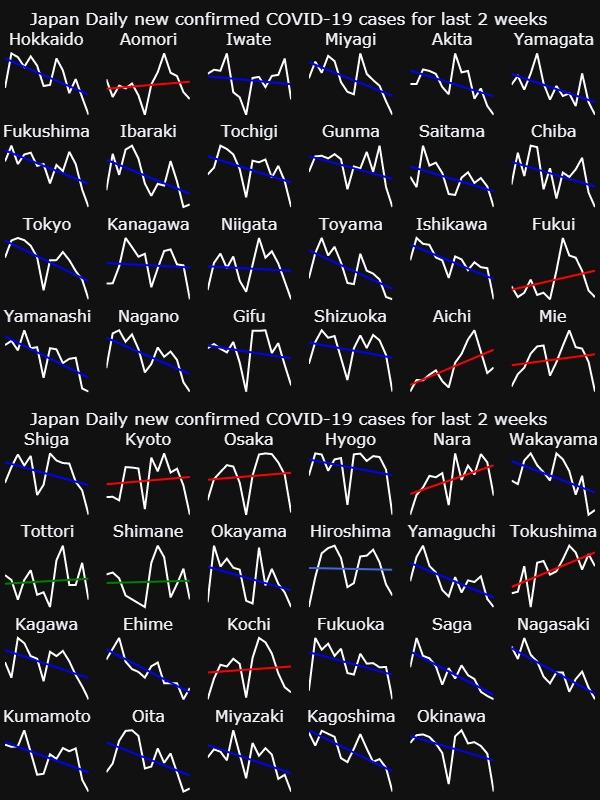 Japan Daily new confirmed COVID-19 cases for last 2 weeks
Hokkaido Aomori Iwate Miyagi Akita Yamagata
Fukushima Ibaraki Tochigi Gunma Saitama Chiba
Tokyo Kanagawa Niigata Toyama Ishikawa Fukui
Yamanashi Nagano Gifu Shizuoka Aichi Mie
Japan Daily new confirmed COVID-19 cases for last 2 weeks
Shiga Kyoto Osaka Hyogo Nara Wakayama
Tottori Shimane Okayama Hiroshima Yamaguchi Tokushima
Kagawa Ehime Kochi Fukuoka Saga Nagasaki
Kumamoto Oita Miyazaki Kagoshima Okinawa